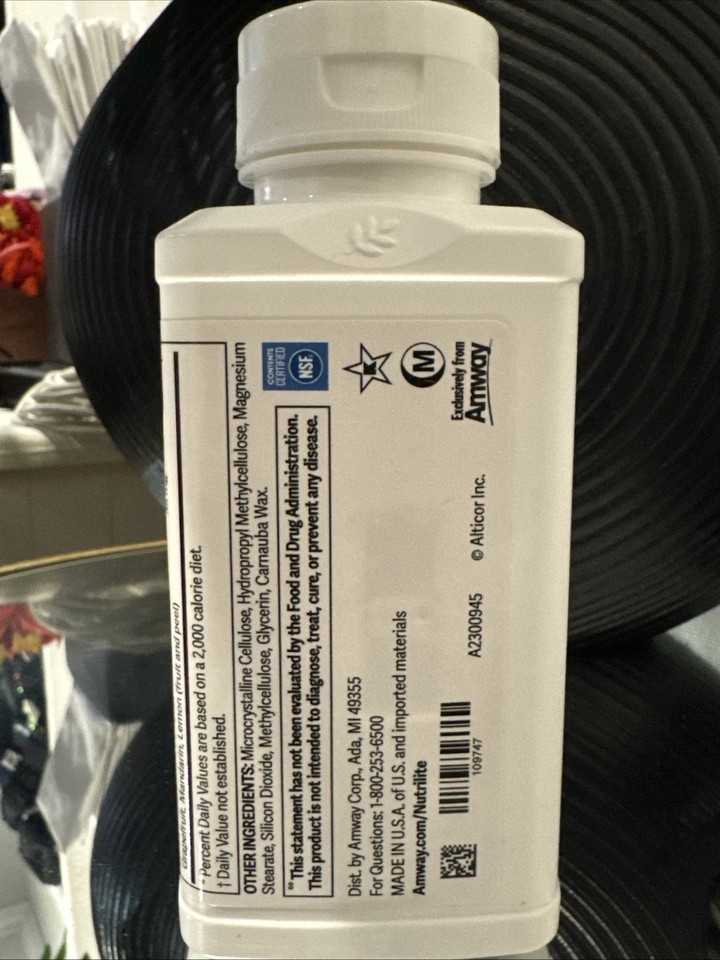 Grapefruit, Mandarin, Lemon (fruit and peel)
* Percent Daily Values are based on a 2,000 calorie diet.
† Daily Value not established.
OTHER INGREDIENTS: Microcrystalline Cellulose, Hydropropyl Methylcellulose, Magnesium
Stearate, Silicon Dioxide, Methylcellulose, Glycerin, Carnauba Wax.
** This statement has not been evaluated by the Food and Drug Administration.
This product is not intended to diagnose, treat, cure, or prevent any disease.
CONTENTS
CERTIFIED
NSF
K
M
Dist. by Amway Corp., Ada, MI 49355
For Questions: 1-800-253-6500
MADE IN U.S.A. of U.S. and imported materials
Amway.com/Nutrilite
109747
A2300945
© Alticor Inc.
Exclusively from
Amway